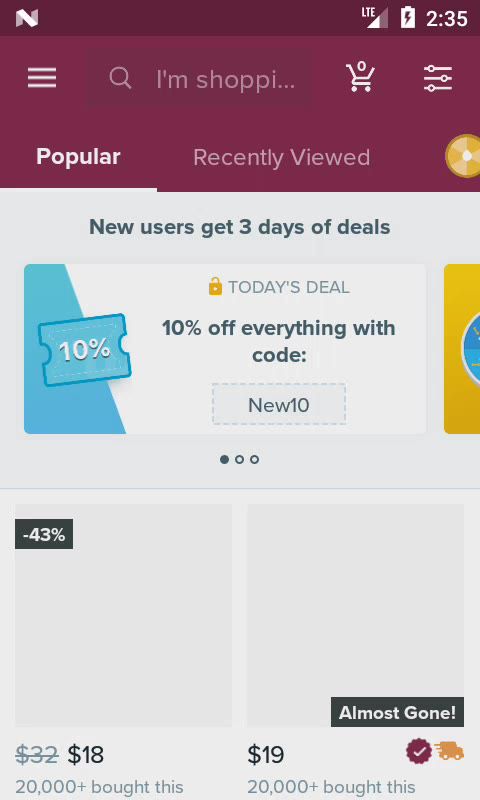 LTE 2:35
I'm shoppi... 0
Popular Recently Viewed
New users get 3 days of deals
TODAY'S DEAL
10% off everything with
code:
10%
New10
-43%
Almost Gone!
$32 $18
$19
20,000+ bought this
20,000+ bought this